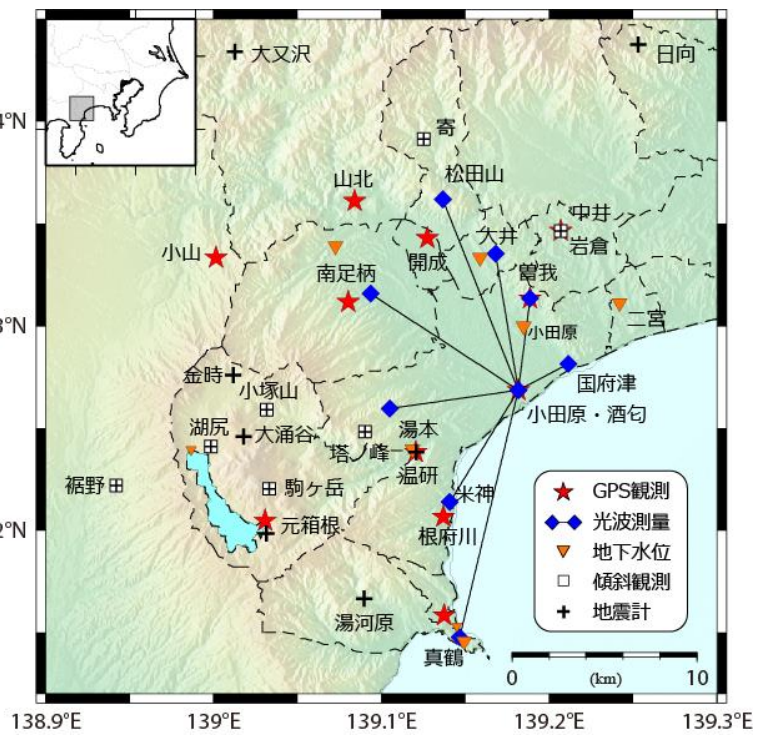 大又沢
日向
4°N
寄
松田山
山北
中井
大井
岩倉
小山
開成
曽我
南足柄
3°N
小田原
二宮
金時
国府津
小塚山
小田原・酒匂
湯本
湖尻
大涌谷
塔ノ峰
温研
裾野
駒ヶ岳
米神
GPS観測
元箱根
光波測量
2°N
根府川
地下水位
傾斜観測
湯河原
地震計
真鶴
0
(km)
10
138.9°E
139°E
139.1°E
139.2°E
139.3°E